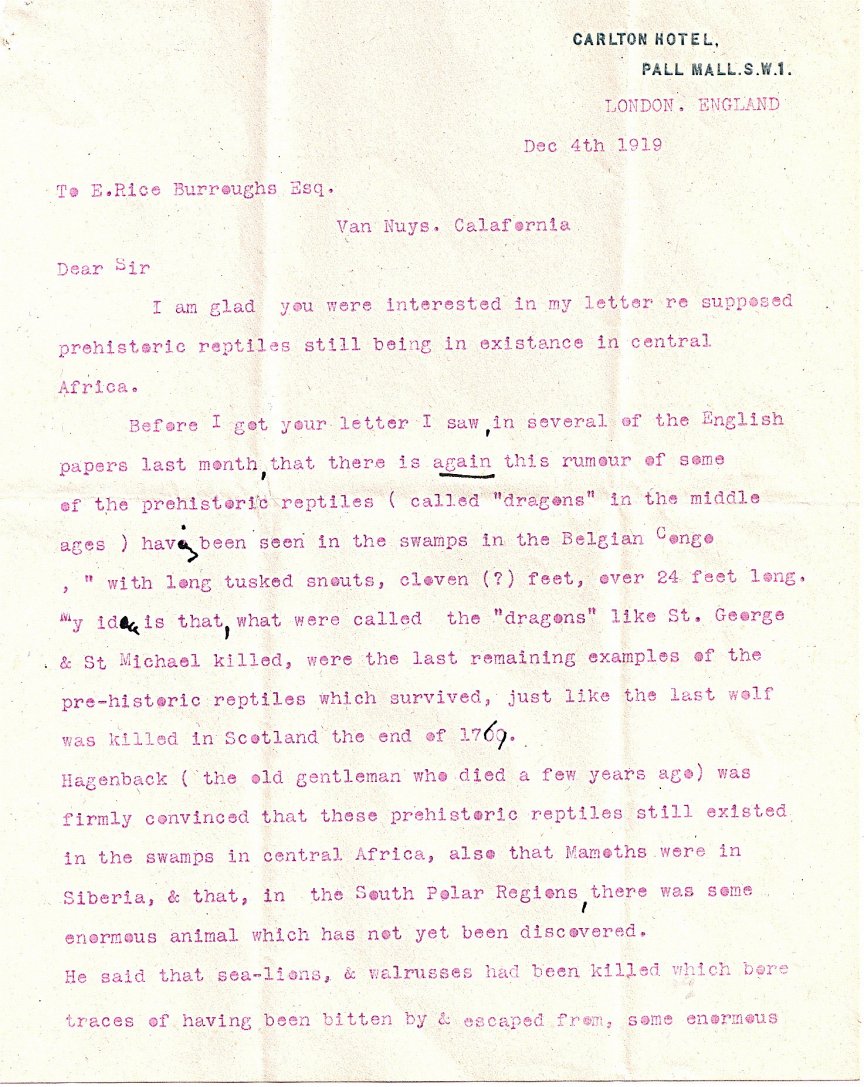 CARLTON HOTEL,
PALL MALL.S.W.1.
LONDON. ENGLAND
Dec 4th 1919
To E.Rice Burroughs Esq.
Van Nuys. Calafornia
Dear Sir
I am glad you were interested in my letter re supposed
prehistoric reptiles still being in existance in central
Africa.
Before I got your letter I saw,in several of the English
papers last month,that there is again this rumour of some
of the prehistoric reptiles ( called "dragons" in the middle
ages ) having been seen in the swamps in the Belgian Congo
, " with long tusked snouts, cloven (?) feet, over 24 feet long.
My idea is that,what were called the "dragons" like St. George
& St Michael killed, were the last remaining examples of the
pre-historic reptiles which survived, just like the last wolf
was killed in Scotland the end of 1769.
Hagenback ( the old gentleman who died a few years ago) was
firmly convinced that these prehistoric reptiles still existed
in the swamps in central Africa, also that Mamoths were in
Siberia, & that, in the South Polar Regions,there was some
enormous animal which has not yet been discovered.
He said that sea-lions, & walrusses had been killed which bore
traces of having been bitten by & escaped from, some enormous